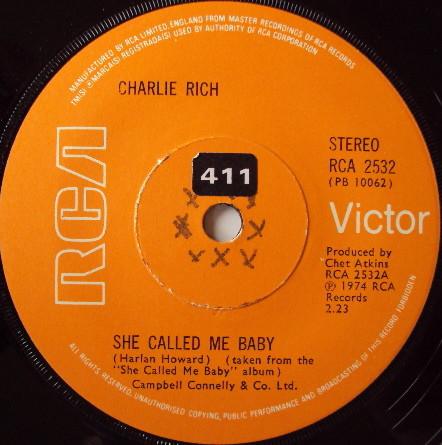 MANUFACTURED BY RCA LIMITED, ENGLAND FROM MASTER RECORDINGS OF RCA RECORDS
TM(S) ® MARCA(S) REGISTRADA(S) USED BY AUTHORITY OF RCA CORPORATION
CHARLIE RICH
RCA
411
STEREO
RCA 2532
(PB 10062)
Victor
Produced by
Chet Atkins
RCA 2532A
℗ 1974 RCA
Records
2.23
SHE CALLED ME BABY
(Harlan Howard) (taken from the
"She Called Me Baby" album)
Campbell Connelly & Co. Ltd.
ALL RIGHTS RESERVED. UNAUTHORISED COPYING, PUBLIC PERFORMANCE AND BROADCASTING OF THIS RECORD FORBIDDEN